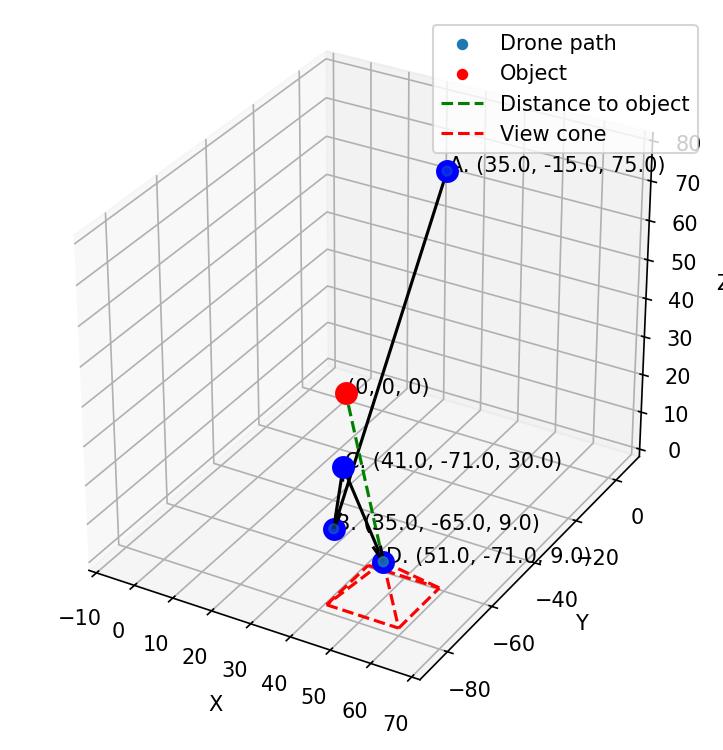 Drone path
Object
Distance to object
View cone
A. (35.0, -15.0, 75.0)
(0, 0, 0)
C. (41.0, -71.0, 30.0)
B. (35.0, -65.0, 9.0)
D. (51.0, -71.0, 9.0)
80
70
60
50
40
30
20
10
0
Z
0
−20
−40
−60
−80
Y
−10
0
10
20
30
40
50
60
70
X